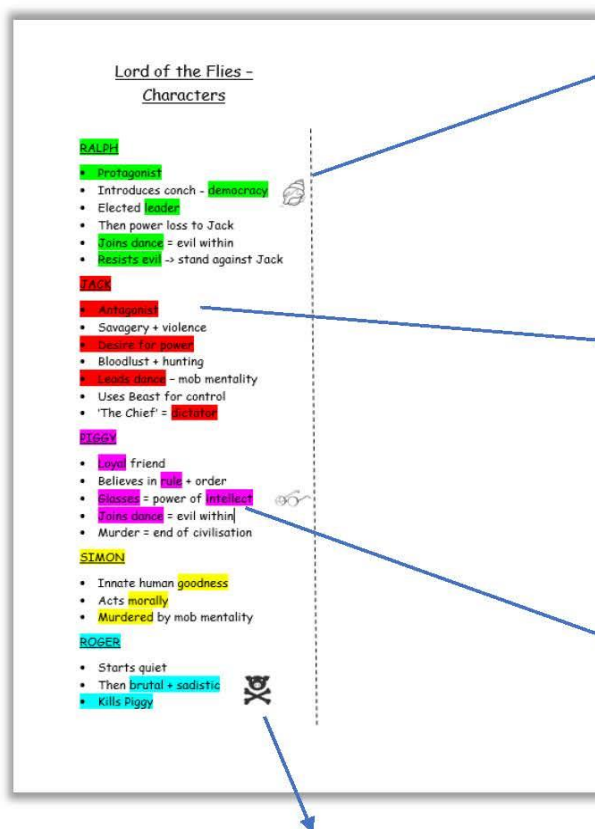 Lord of the Flies –
Characters
RALPH
• Protagonist
• Introduces conch - democracy
• Elected leader
• Then power loss to Jack
• Joins dance = evil within
• Resists evil -> stand against Jack
JACK
• Antagonist
• Savagery + violence
• Desire for power
• Bloodlust + hunting
• Leads dance – mob mentality
• Uses Beast for control
• 'The Chief' = dictator
PIGGY
• Loyal friend
• Believes in rule + order
• Glasses = power of intellect
• Joins dance = evil within
• Murder = end of civilisation
SIMON
• Innate human goodness
• Acts morally
• Murdered by mob mentality
ROGER
• Starts quiet
• Then brutal + sadistic
• Kills Piggy